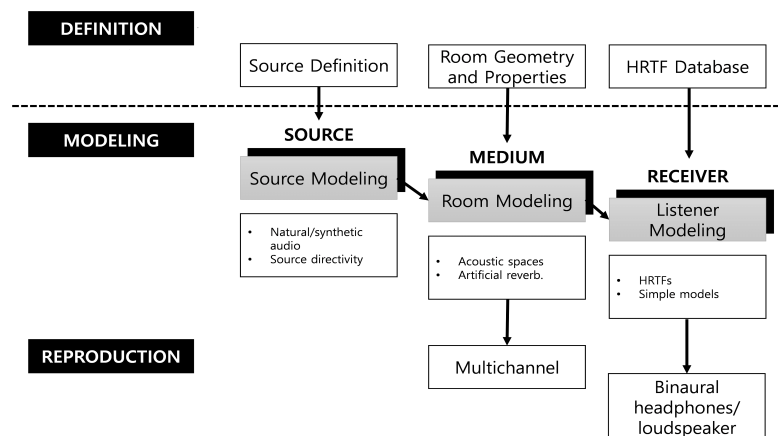 DEFINITION
Source Definition
Room Geometry
and Properties
HRTF Database
MODELING
SOURCE
Source Modeling
• Natural/synthetic
audio
• Source directivity
MEDIUM
Room Modeling
• Acoustic spaces
• Artificial reverb.
RECEIVER
Listener
Modeling
• HRTFs
• Simple models
REPRODUCTION
Multichannel
Binaural
headphones/
loudspeaker